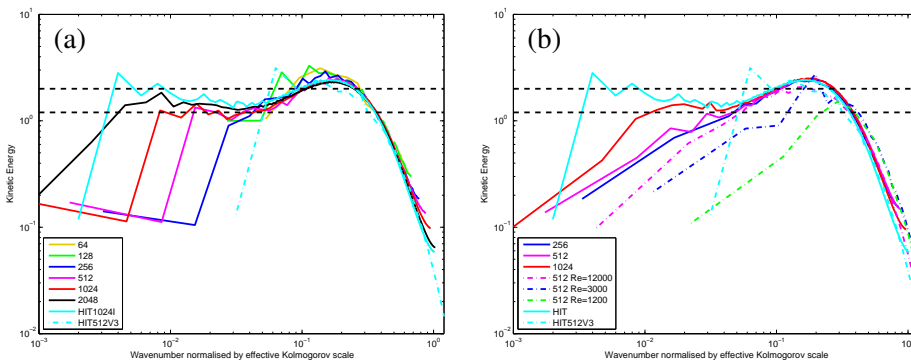 (a)
Kinetic Energy
10^1
10^0
10^-1
10^-2
10^-3
10^-2
10^-1
10^0
Wavenumber normalised by effective Kolmogrov scale
64
128
256
512
1024
2048
HIT1024I
HIT512V3
(b)
Kinetic Energy
10^1
10^0
10^-1
10^-2
10^-3
10^-2
10^-1
10^0
Wavenumber normalised by effective Kolmogorov scale
256
512
1024
512 Re=12000
512 Re=3000
512 Re=1200
HIT
HIT512V3